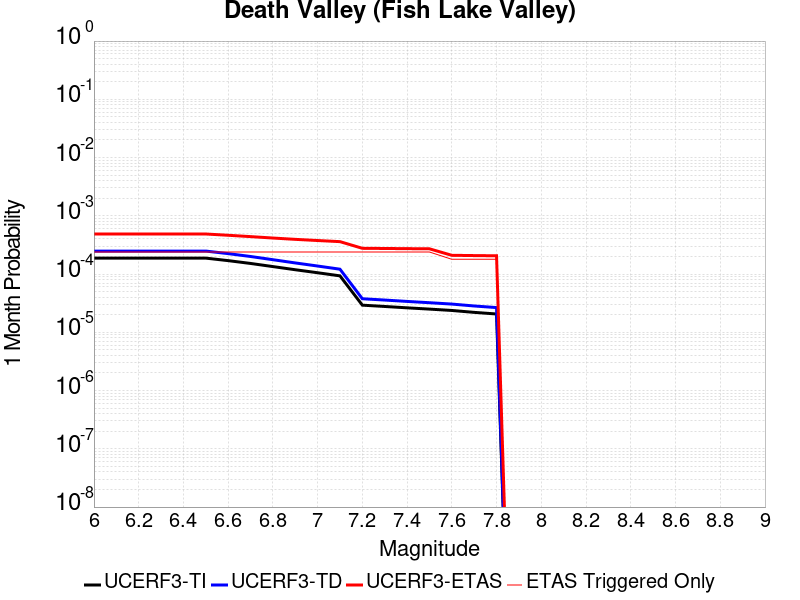 Death Valley (Fish Lake Valley)
10^0
10^-1
10^-2
10^-3
10^-4
10^-5
10^-6
10^-7
10^-8
1 Month Probability
6 6.2 6.4 6.6 6.8 7 7.2 7.4 7.6 7.8 8 8.2 8.4 8.6 8.8 9
Magnitude
UCERF3-TI UCERF3-TD UCERF3-ETAS ETAS Triggered Only